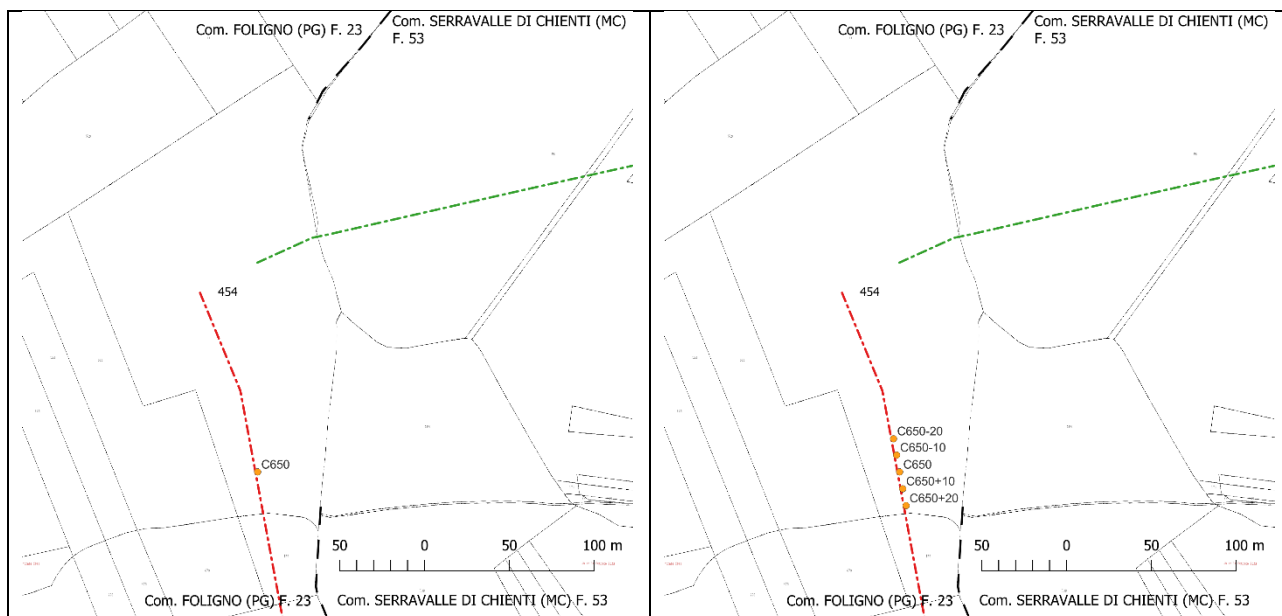 Com. FOLIGNO (PG) F. 23
Com. SERRAVALLE DI CHIENTI (MC)
F. 53
454
C650
50 0 50 100 m
Com. FOLIGNO (PG) F. 23
Com. SERRAVALLE DI CHIENTI (MC) F. 53
Com. FOLIGNO (PG) F. 23
Com. SERRAVALLE DI CHIENTI (MC)
F. 53
454
C650-20
C650-10
C650
C650+10
C650+20
50 0 50 100 m
Com. FOLIGNO (PG) F. 23
Com. SERRAVALLE DI CHIENTI (MC) F. 53